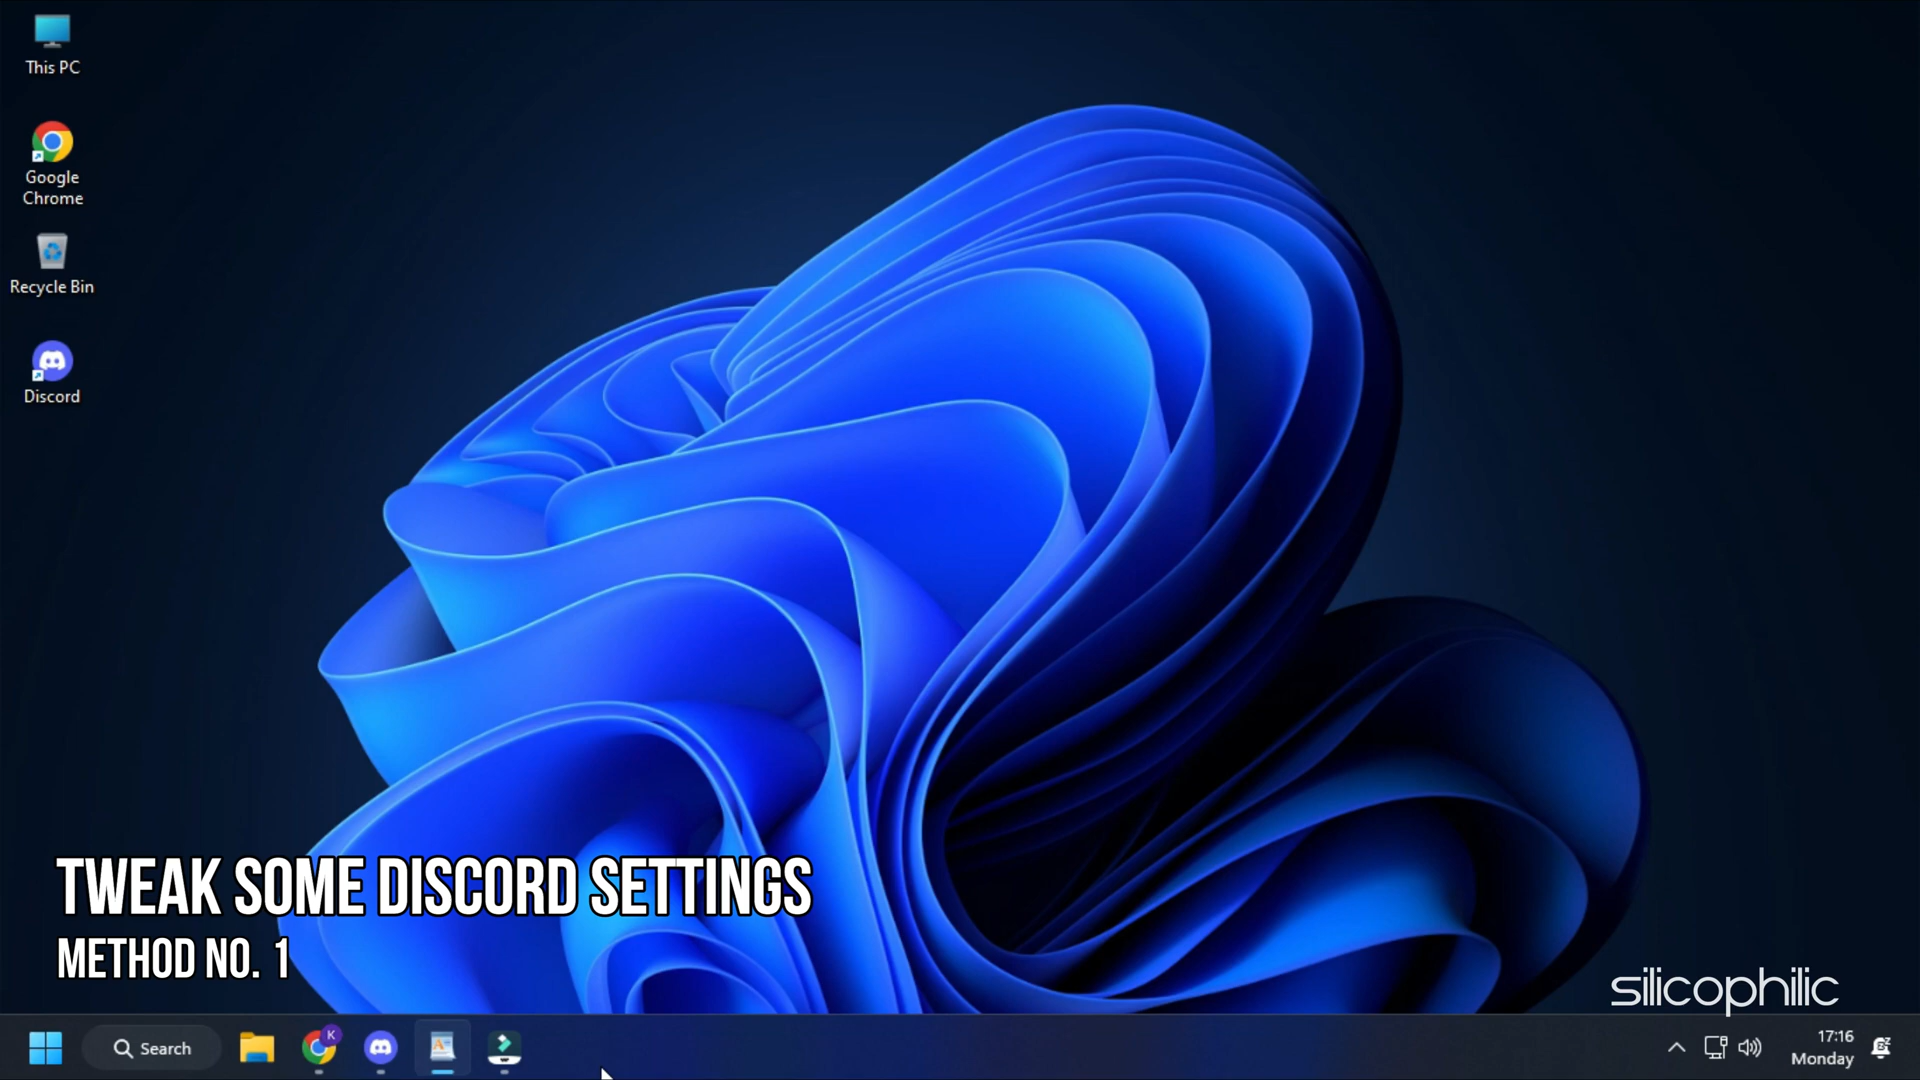 This PC
Google
Chrome
Recycle Bin
Discord
TWEAK SOME DISCORD SETTINGS
METHOD NO. 1
silicophilic
Search
K
17:16
Monday